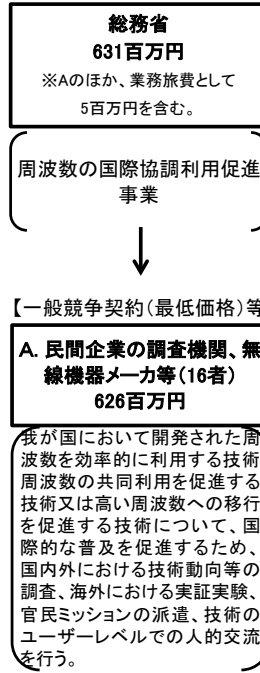 総務省
631百万円
※Aのほか、業務旅費として
5百万円を含む。
周波数の国際協調利用促進
事業
【一般競争契約(最低価格)等
A. 民間企業の調査機関、無
線機器メーカ等(16者)
626百万円
我が国において開発された周
波数を効率的に利用する技術
周波数の共同利用を促進する
技術又は高い周波数への移行
を促進する技術について、国
際的な普及を促進するため、
国内外における技術動向等の
調査、海外における実証実験、
官民ミッションの派遣、技術の
ユーザーレベルでの人的交流
を行う。